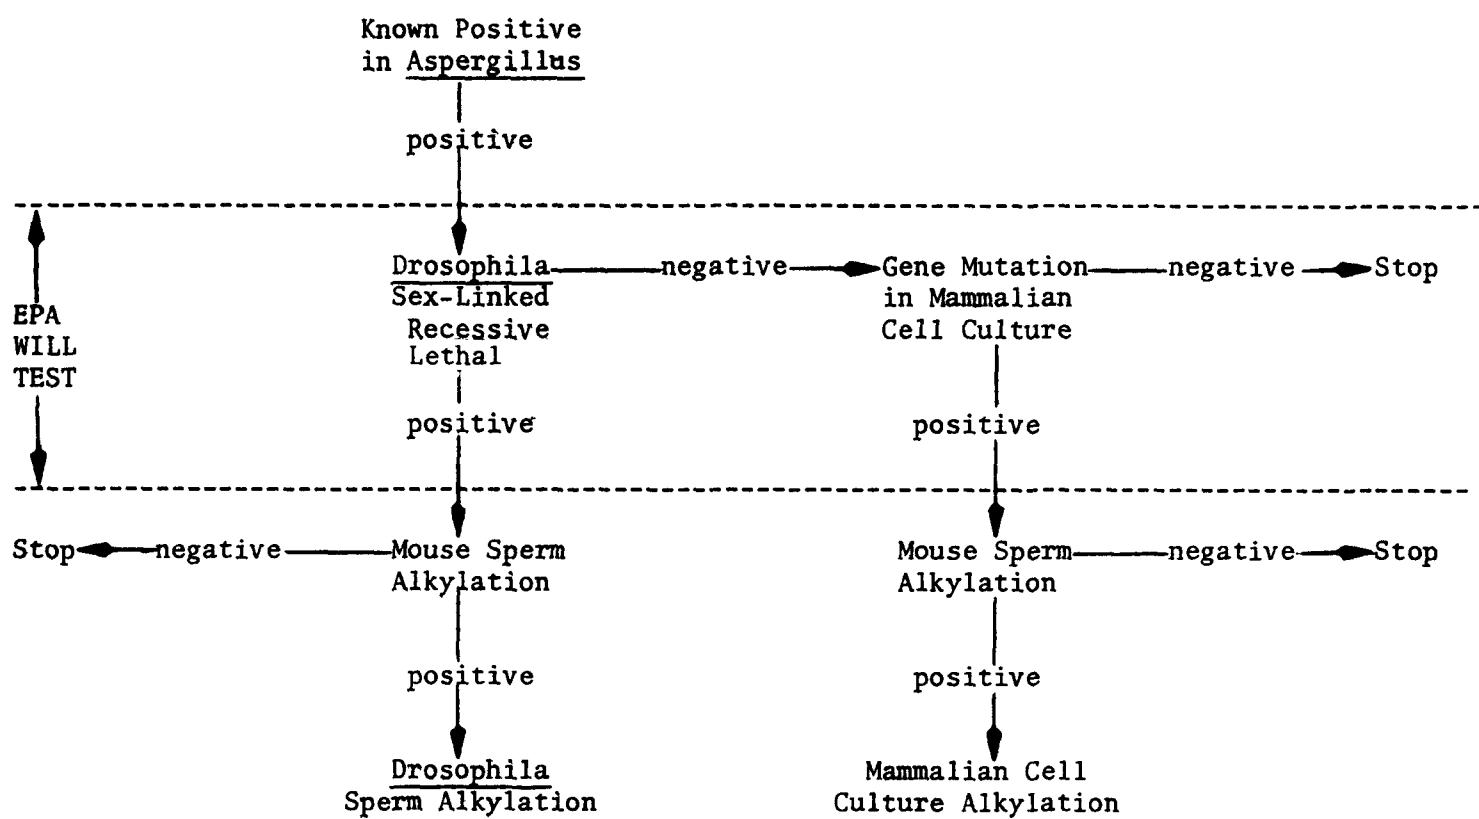 Known Positive
in Aspergillus
positive
EPA
WILL
TEST
Drosophila
Sex-Linked
Recessive
Lethal
negative
Gene Mutation
in Mammalian
Cell Culture
negative
Stop
positive
positive
Stop
negative
Mouse Sperm
Alkylation
Mouse Sperm
Alkylation
negative
Stop
positive
positive
Drosophila
Sperm Alkylation
Mammalian Cell
Culture Alkylation